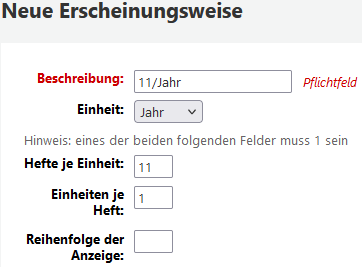 Neue Erscheinungsweise
Beschreibung: 11/Jahr Pflichtfeld
Einheit: Jahr
Hinweis: eines der beiden folgenden Felder muss 1 sein
Hefte je Einheit: 11
Einheiten je
Heft: 1
Reihenfolge der
Anzeige: